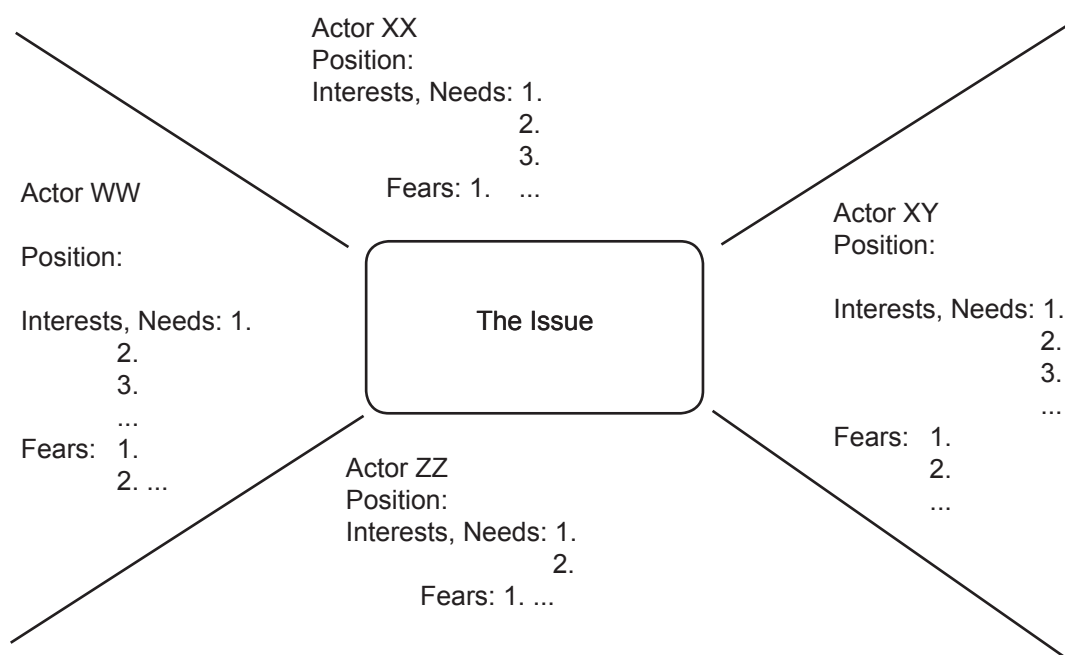 Actor XX
Position:
Interests, Needs: 1.
2.
3.
Fears: 1. ...
Actor WW
Position:
Interests, Needs: 1.
2.
3.
...
Fears: 1.
2. ...
The Issue
Actor XY
Position:
Interests, Needs: 1.
2.
3.
...
Fears: 1.
2.
...
Actor ZZ
Position:
Interests, Needs: 1.
2.
Fears: 1. ...